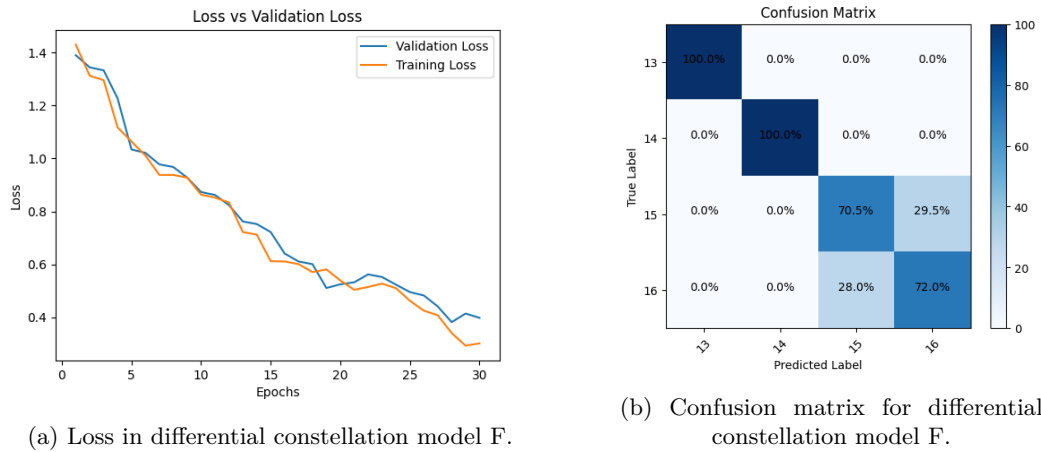 Loss vs Validation Loss
Validation Loss
Training Loss
1.4
1.2
1.0
0.8
0.6
0.4
Loss
0 5 10 15 20 25 30
Epochs
(a) Loss in differential constellation model F.
Confusion Matrix
True Label
13 100.0% 0.0% 0.0% 0.0%
14 0.0% 100.0% 0.0% 0.0%
15 0.0% 0.0% 70.5% 29.5%
16 0.0% 0.0% 28.0% 72.0%
13 14 15 16
Predicted Label
100
80
60
40
20
0
(b) Confusion matrix for differential
constellation model F.